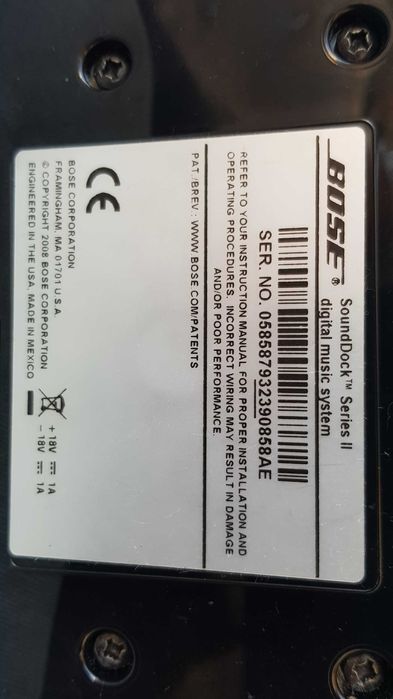 BOSE®
SoundDock™ Series II
digital music system
SER. NO. 058587932390858AE
REFER TO YOUR INSTRUCTION MANUAL FOR PROPER INSTALLATION AND
OPERATING PROCEDURES. INCORRECT WIRING MAY RESULT IN DAMAGE
AND/OR POOR PERFORMANCE.
PAT./BREV.: WWW.BOSE.COM/PATENTS
CE
BOSE CORPORATION
FRAMINGHAM, MA 01701 U.S.A.
© COPYRIGHT 2008 BOSE CORPORATION
ENGINEERED IN THE USA, MADE IN MEXICO
+ 18V ⎓ 1A
- 18V ⎓ 1A